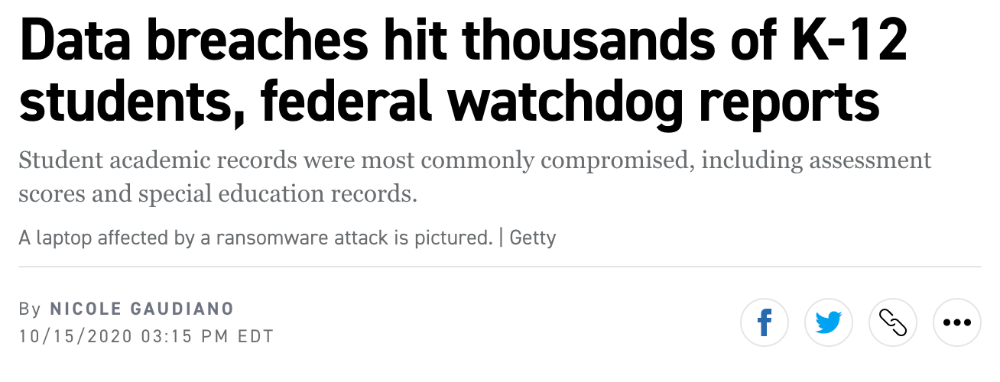 Data breaches hit thousands of K-12
students, federal watchdog reports
Student academic records were most commonly compromised, including assessment
scores and special education records.
A laptop affected by a ransomware attack is pictured. | Getty
By NICOLE GAUDIANO
10/15/2020 03:15 PM EDT